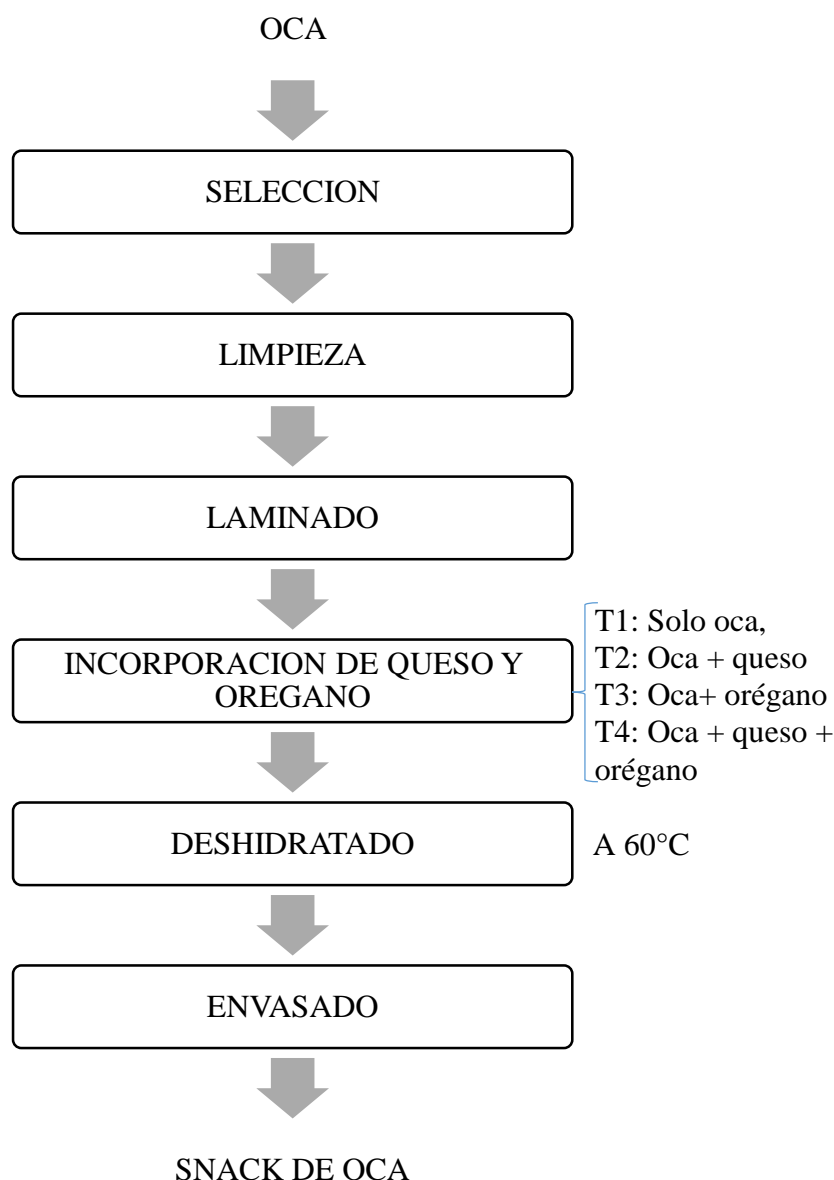 OCA
SELECCION
LIMPIEZA
LAMINADO
INCORPORACION DE QUESO Y
OREGANO
T1: Solo oca,
T2: Oca + queso
T3: Oca+ orégano
T4: Oca + queso +
orégano
DESHIDRATADO
A 60°C
ENVASADO
SNACK DE OCA